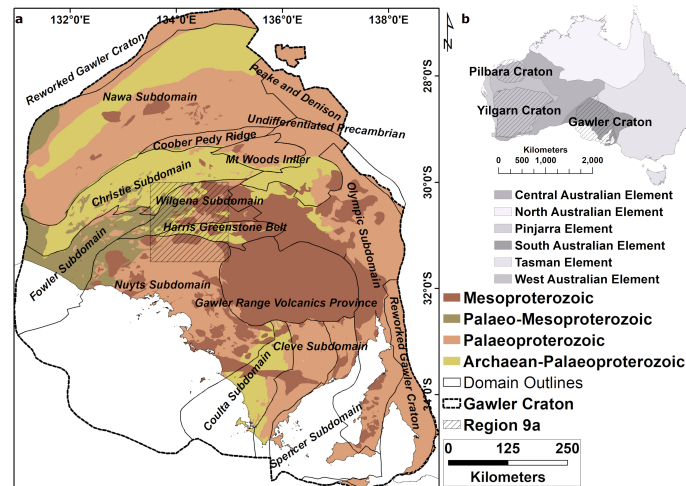 a
132°0'E
134°0'E
136°0'E
138°0'E
N
Reworked Gawler Craton
Peake and Denison
28°0'S
Nawa Subdomain
Undifferentiated Precambrian
Coober Pedy Ridge
Mt Woods Inlier
30°0'S
Christie Subdomain
Wilgena Subdomain
Olympic Subdomain
Harris Greenstone Belt
Fowler Subdomain
Nuyts Subdomain
32°0'S
Gawler Range Volcanics Province
Reworked Gawler Craton
Cleve Subdomain
Coulta Subdomain
Spencer Subdomain
34°0'S
b
Pilbara Craton
Yilgarn Craton
Gawler Craton
Kilometers
0 500 1,000 2,000
Central Australian Element
North Australian Element
Pinjarra Element
South Australian Element
Tasman Element
West Australian Element
Mesoproterozoic
Palaeo-Mesoproterozoic
Palaeoproterozoic
Archaean-Palaeoproterozoic
Domain Outlines
Gawler Craton
Region 9a
0 125 250
Kilometers